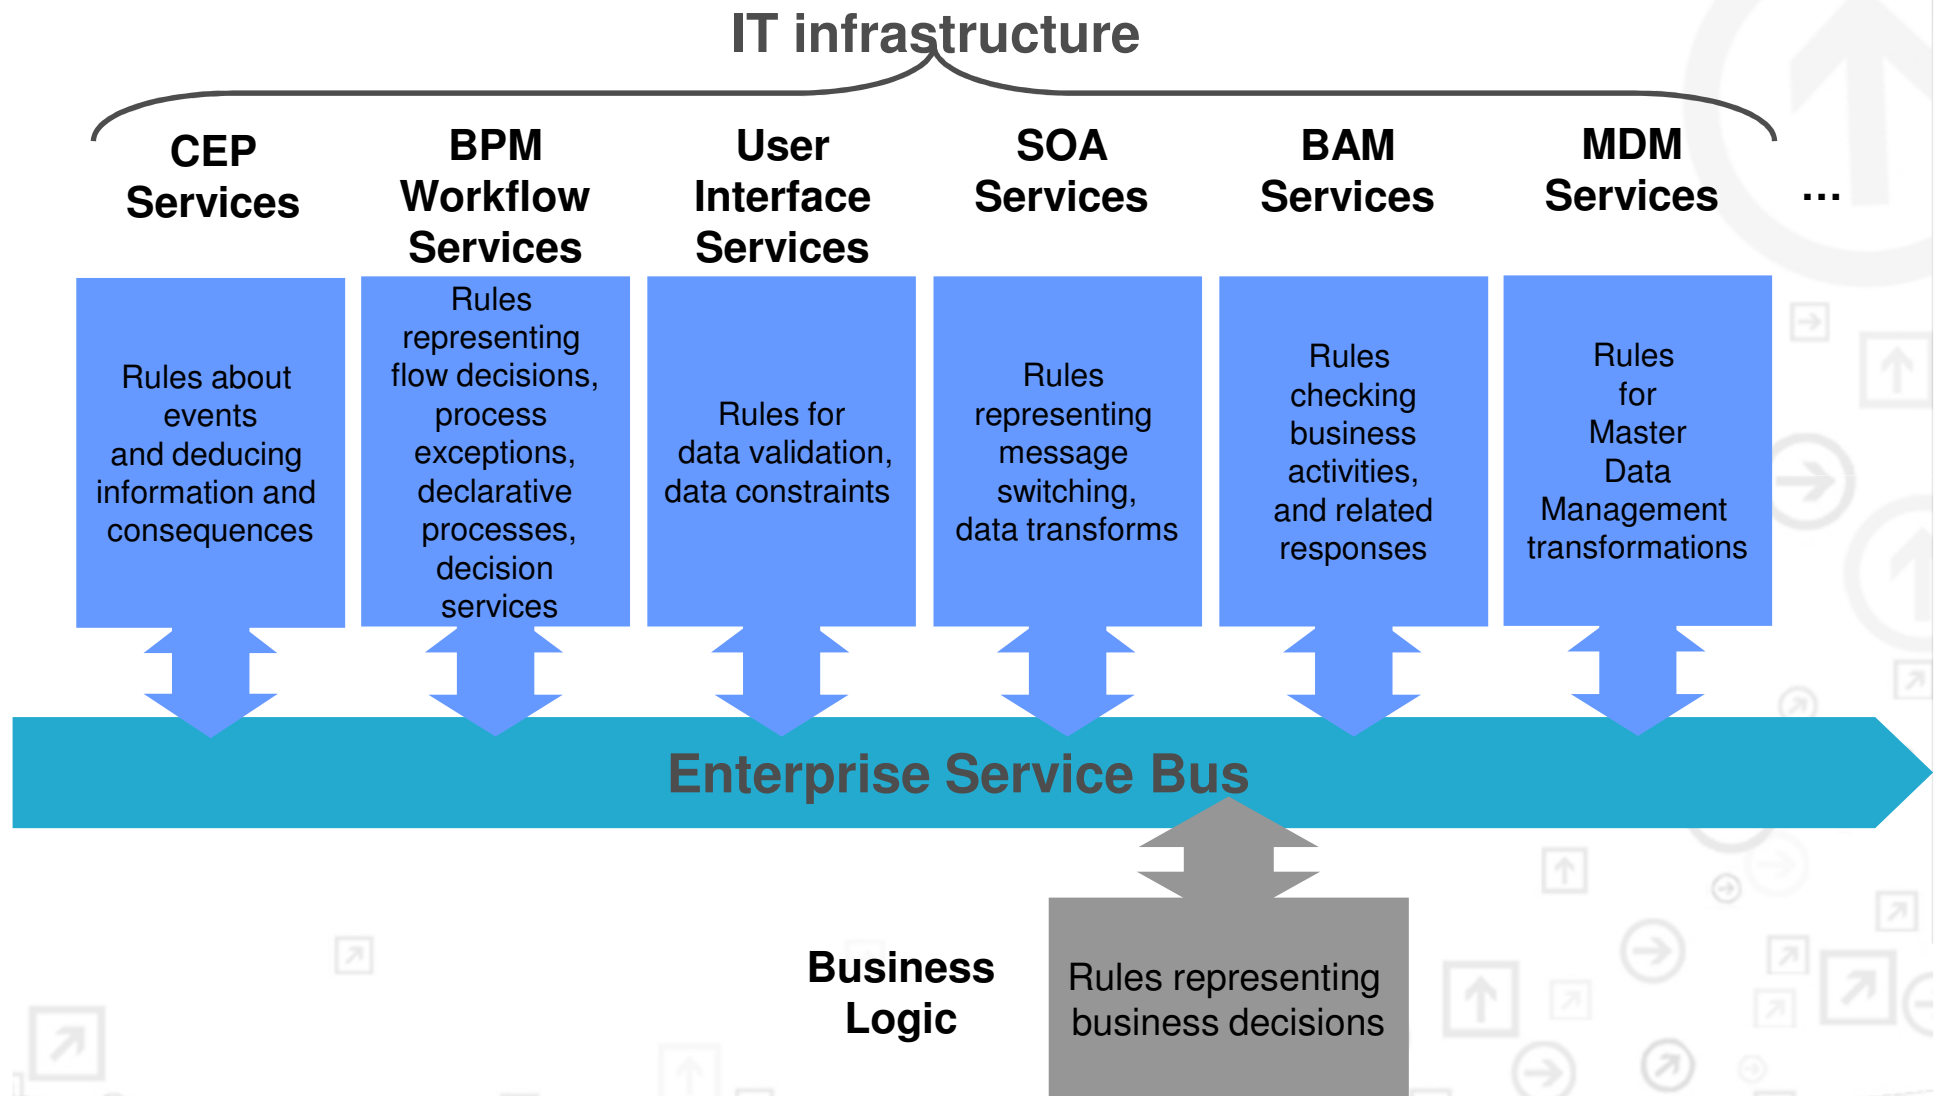 IT infrastructure
CEP
Services
BPM
Workflow
Services
User
Interface
Services
SOA
Services
BAM
Services
MDM
Services
...
Rules about
events
and deducing
information and
consequences
Rules
representing
flow decisions,
process
exceptions,
declarative
processes,
decision
services
Rules for
data validation,
data constraints
Rules
representing
message
switching,
data transforms
Rules
checking
business
activities,
and related
responses
Rules
for
Master
Data
Management
transformations
Enterprise Service Bus
Business
Logic
Rules representing
business decisions